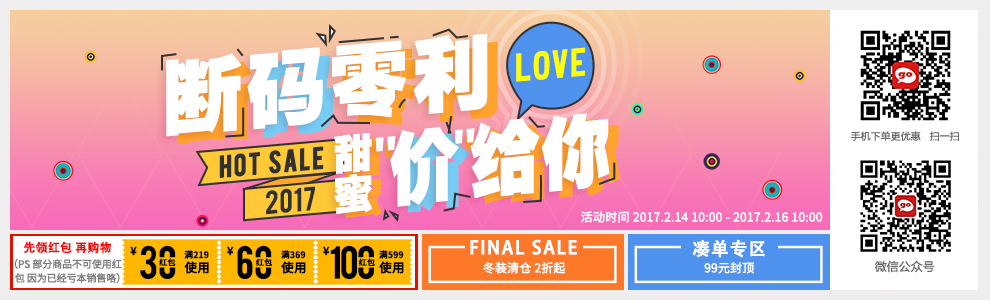 断码零利
LOVE
HOT SALE
2017
甜蜜"价"给你
活动时间 2017.2.14 10:00 - 2017.2.16 10:00
先领红包 再购物
(PS 部分商品不可使用红
包 因为已经亏本销售咯)
¥30 红包 满219 使用
¥60 红包 满369 使用
¥100 红包 满599 使用
FINAL SALE
冬装清仓 2折起
凑单专区
99元封顶
go
手机下单更优惠 扫一扫
go
微信公众号